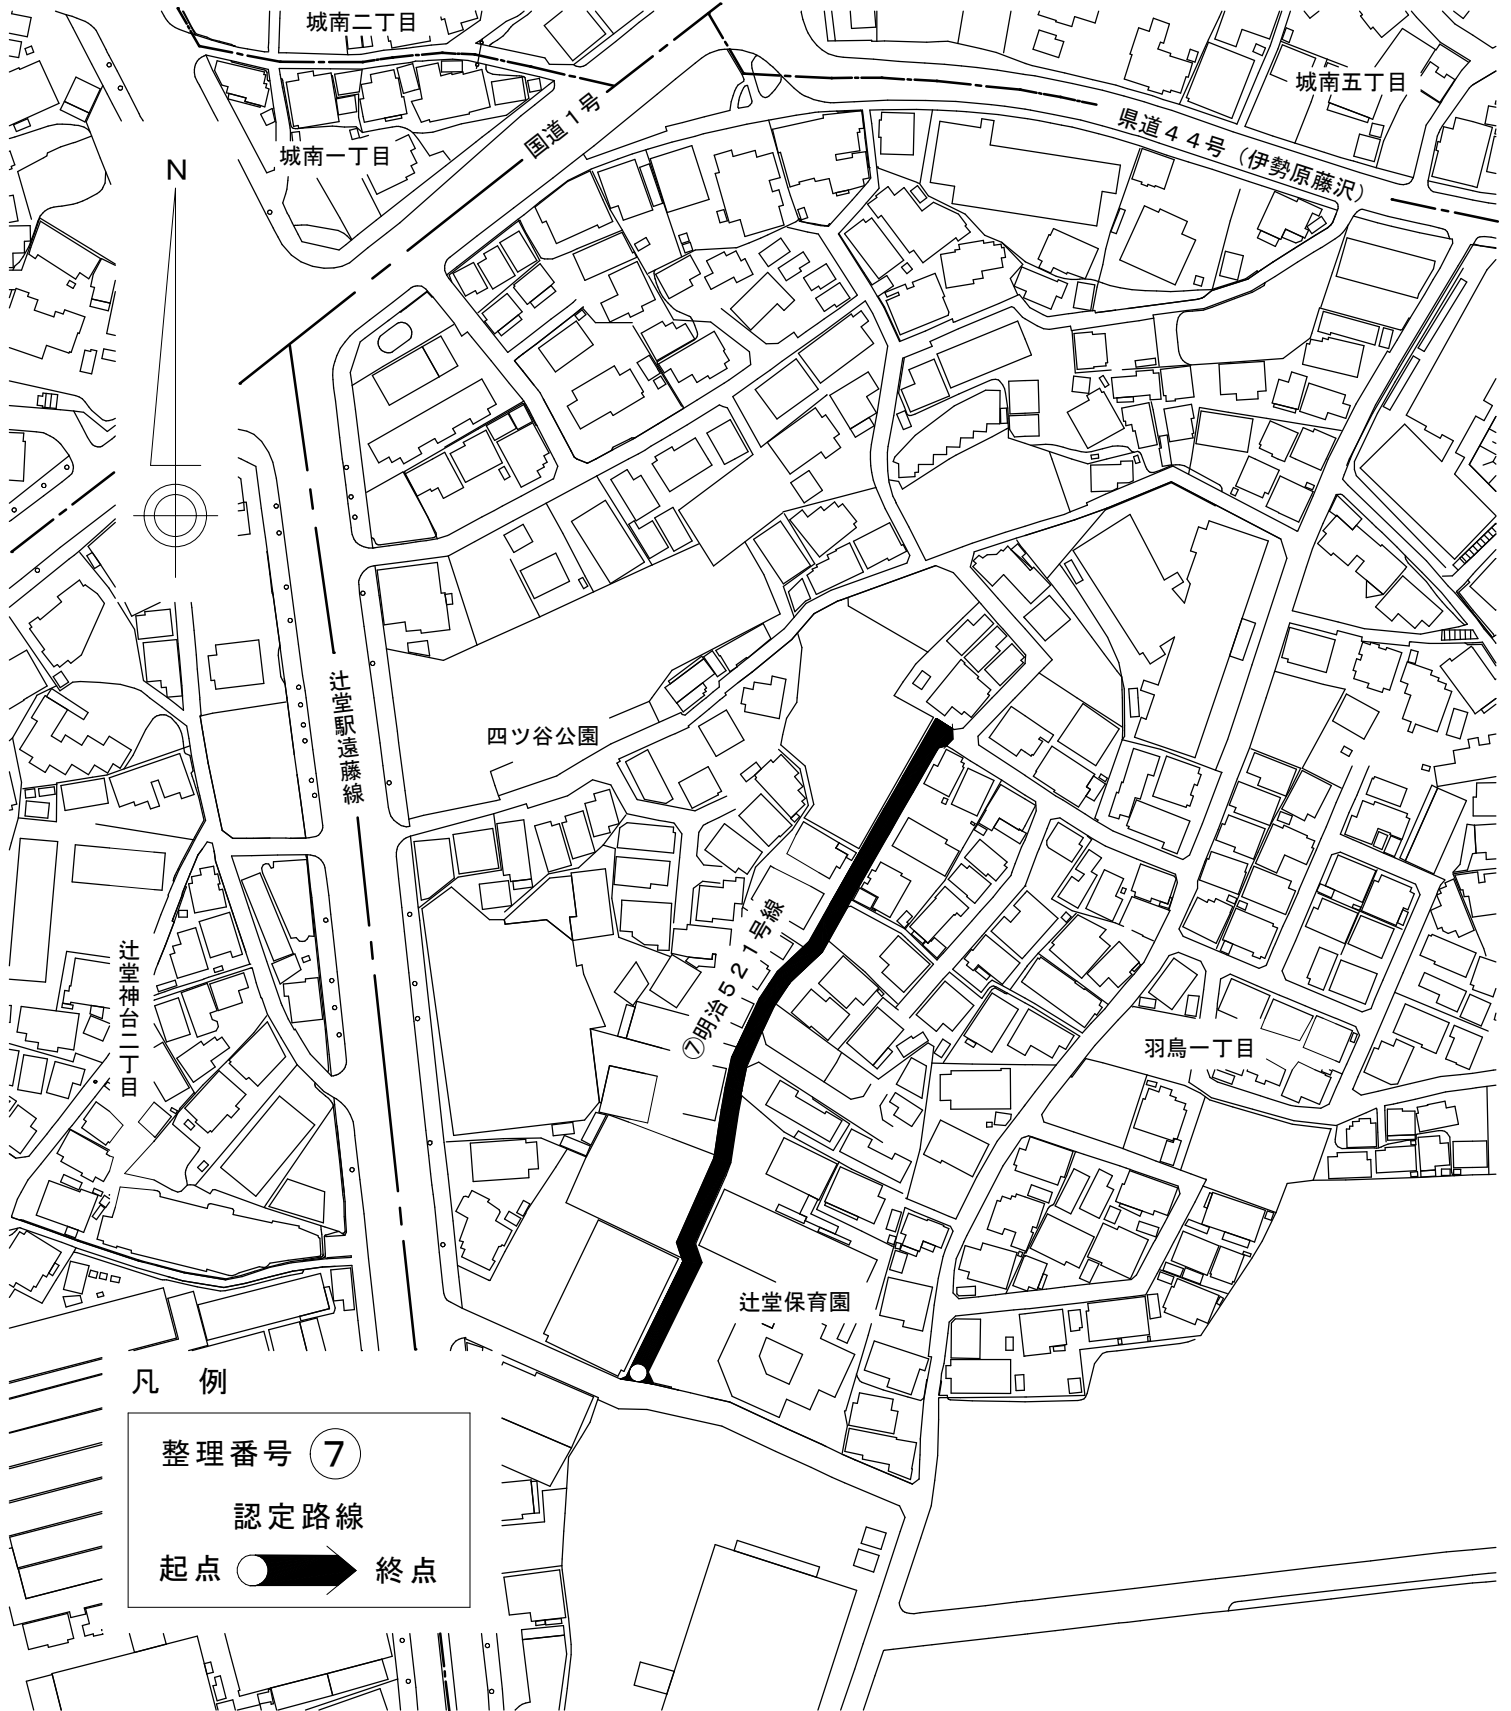 城南二丁目
城南五丁目
国道1号
県道44号(伊勢原藤沢)
城南一丁目
N
辻堂駅遠藤線
四ツ谷公園
⑦明治521号線
辻堂神台二丁目
羽鳥一丁目
辻堂保育園
凡 例
整理番号 ⑦
認定路線
起点 終点